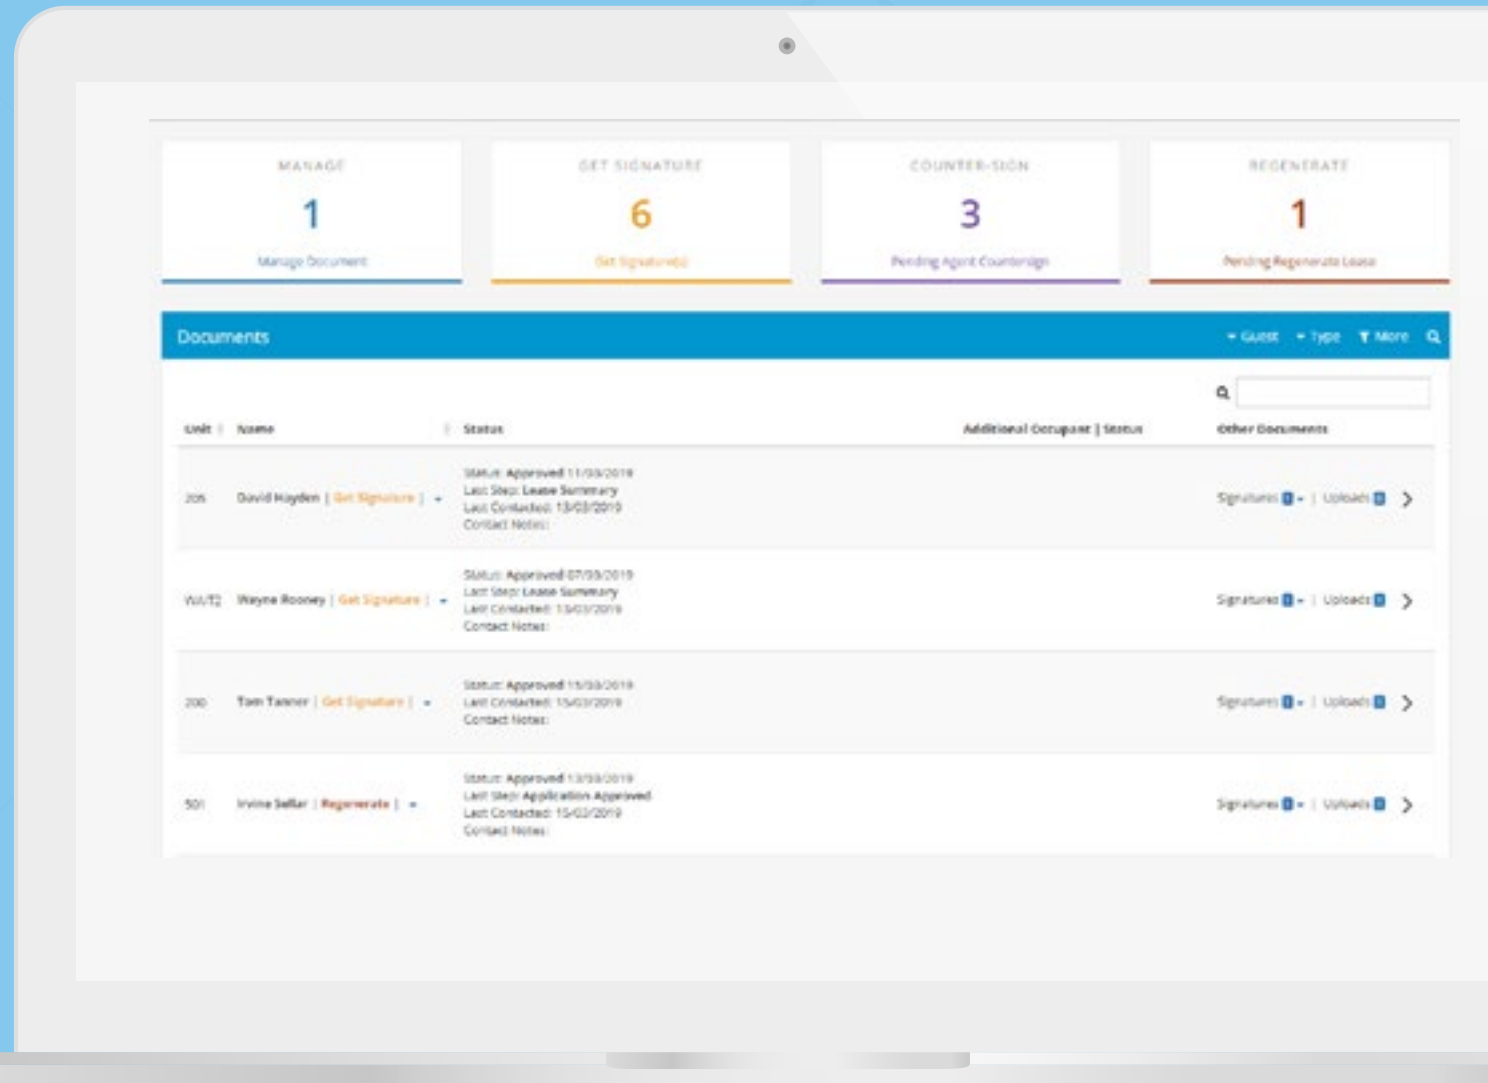 MANAGE
1
Manage Document
GET SIGNATURE
6
Get Signature(s)
COUNTER-SIGN
3
Pending Agent Countersign
REGENERATE
1
Pending Regenerate Lease
Documents
Guest Type More
Unit Name Status Additional Occupant | Status Other Documents
205 David Hayden | Get Signature |
Status: Approved 11/03/2019
Last Step: Lease Summary
Last Contacted: 13/03/2019
Contact Notes:
Signatures | Uploads
Wayne Rooney | Get Signature |
Status: Approved 07/03/2019
Last Step: Lease Summary
Last Contacted: 13/03/2019
Contact Notes:
Signatures | Uploads
200 Tom Tanner | Get Signature |
Status: Approved 15/03/2019
Last Contacted: 15/03/2019
Contact Notes:
Signatures | Uploads
501 Irvine Sellar | Regenerate |
Status: Approved 13/03/2019
Last Step: Application Approved
Last Contacted: 15/03/2019
Contact Notes:
Signatures | Uploads